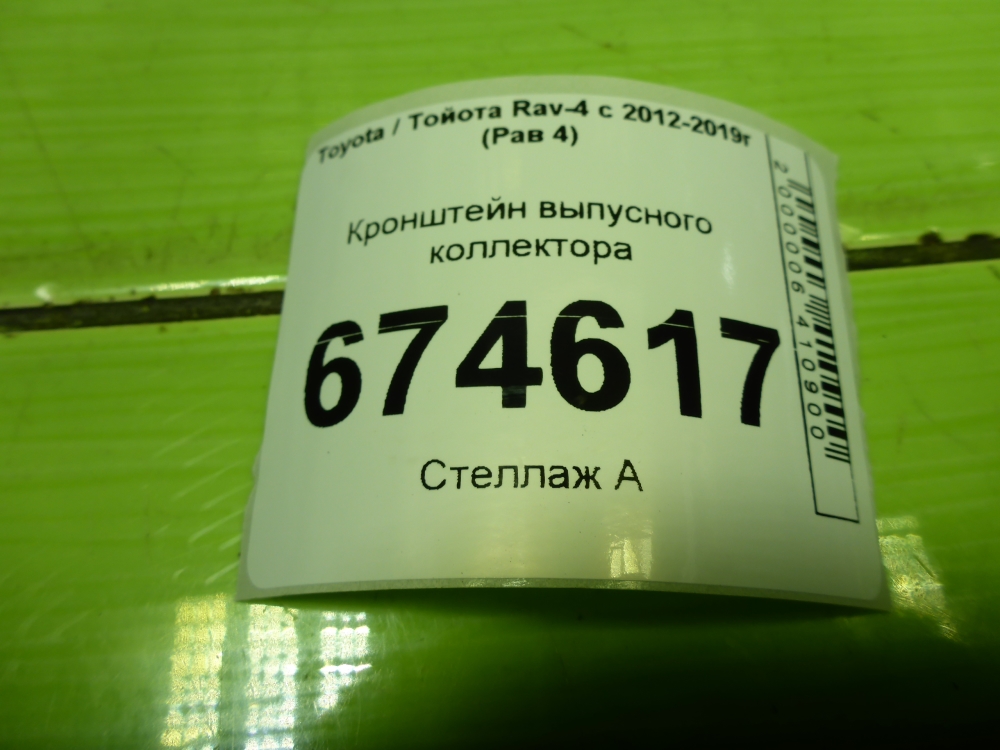 Toyota / Тойота Rav-4 с 2012-2019г
(Рав 4)
Кронштейн выпусного
коллектора
674617
Стеллаж А
2000006410900